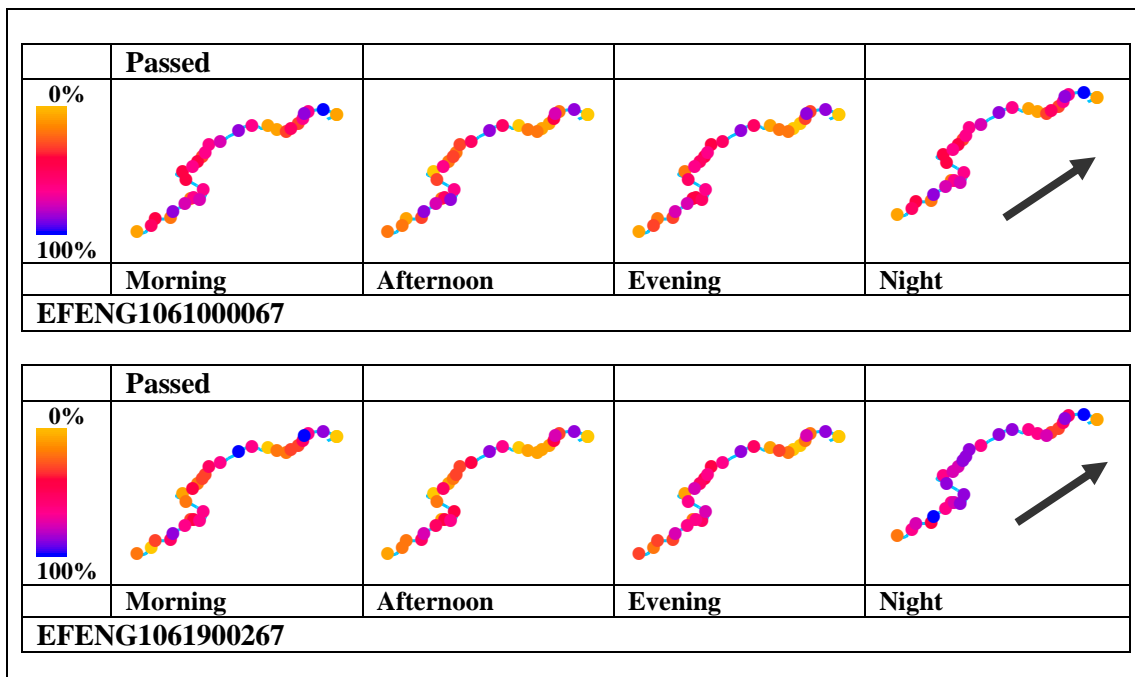 Passed
0%
100%
Morning Afternoon Evening Night
EFENG1061000067
Passed
0%
100%
Morning Afternoon Evening Night
EFENG1061900267